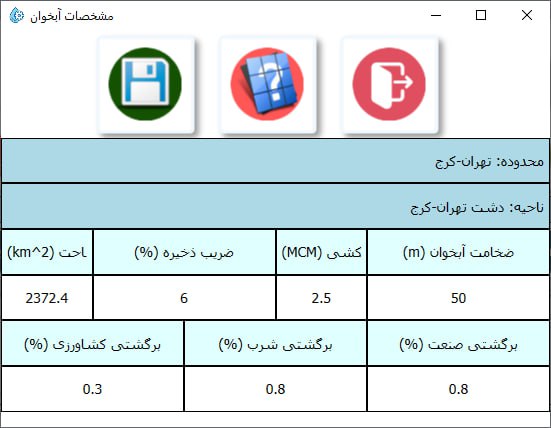 مشخصات آبخوان
?
محدوده: تهران-کرج
ناحیه: دشت تهران-کرج
ضخامت آبخوان (m) کشی (MCM) ضریب ذخیره (%) باحت (km^2)
50 2.5 6 2372.4
برگشتی صنعت (%) برگشتی شرب (%) برگشتی کشاورزی (%)
0.8 0.8 0.3